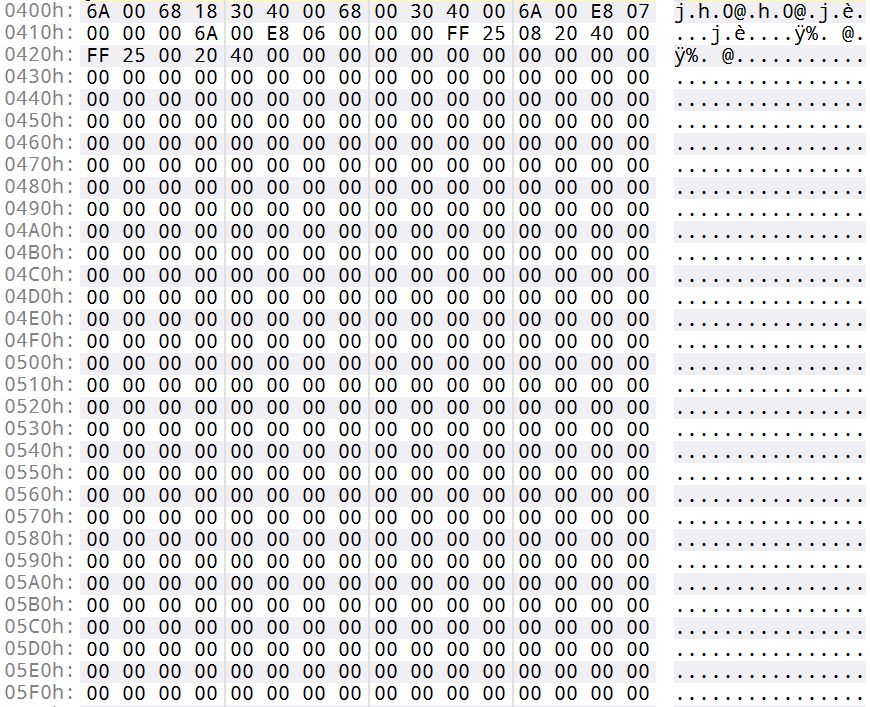 0400h: 6A 00 68 18 30 40 00 68 00 30 40 00 6A 00 E8 07 j.h.0@.h.0@.j.è.
0410h: 00 00 00 6A 00 E8 06 00 00 00 FF 25 08 20 40 00 ...j.è....ÿ%. @.
0420h: FF 25 00 20 40 00 00 00 00 00 00 00 00 00 00 00 ÿ%. @...........
0430h: 00 00 00 00 00 00 00 00 00 00 00 00 00 00 00 00 ................
0440h: 00 00 00 00 00 00 00 00 00 00 00 00 00 00 00 00 ................
0450h: 00 00 00 00 00 00 00 00 00 00 00 00 00 00 00 00 ................
0460h: 00 00 00 00 00 00 00 00 00 00 00 00 00 00 00 00 ................
0470h: 00 00 00 00 00 00 00 00 00 00 00 00 00 00 00 00 ................
0480h: 00 00 00 00 00 00 00 00 00 00 00 00 00 00 00 00 ................
0490h: 00 00 00 00 00 00 00 00 00 00 00 00 00 00 00 00 ................
04A0h: 00 00 00 00 00 00 00 00 00 00 00 00 00 00 00 00 ................
04B0h: 00 00 00 00 00 00 00 00 00 00 00 00 00 00 00 00 ................
04C0h: 00 00 00 00 00 00 00 00 00 00 00 00 00 00 00 00 ................
04D0h: 00 00 00 00 00 00 00 00 00 00 00 00 00 00 00 00 ................
04E0h: 00 00 00 00 00 00 00 00 00 00 00 00 00 00 00 00 ................
04F0h: 00 00 00 00 00 00 00 00 00 00 00 00 00 00 00 00 ................
0500h: 00 00 00 00 00 00 00 00 00 00 00 00 00 00 00 00 ................
0510h: 00 00 00 00 00 00 00 00 00 00 00 00 00 00 00 00 ................
0520h: 00 00 00 00 00 00 00 00 00 00 00 00 00 00 00 00 ................
0530h: 00 00 00 00 00 00 00 00 00 00 00 00 00 00 00 00 ................
0540h: 00 00 00 00 00 00 00 00 00 00 00 00 00 00 00 00 ................
0550h: 00 00 00 00 00 00 00 00 00 00 00 00 00 00 00 00 ................
0560h: 00 00 00 00 00 00 00 00 00 00 00 00 00 00 00 00 ................
0570h: 00 00 00 00 00 00 00 00 00 00 00 00 00 00 00 00 ................
0580h: 00 00 00 00 00 00 00 00 00 00 00 00 00 00 00 00 ................
0590h: 00 00 00 00 00 00 00 00 00 00 00 00 00 00 00 00 ................
05A0h: 00 00 00 00 00 00 00 00 00 00 00 00 00 00 00 00 ................
05B0h: 00 00 00 00 00 00 00 00 00 00 00 00 00 00 00 00 ................
05C0h: 00 00 00 00 00 00 00 00 00 00 00 00 00 00 00 00 ................
05D0h: 00 00 00 00 00 00 00 00 00 00 00 00 00 00 00 00 ................
05E0h: 00 00 00 00 00 00 00 00 00 00 00 00 00 00 00 00 ................
05F0h: 00 00 00 00 00 00 00 00 00 00 00 00 00 00 00 00 ................